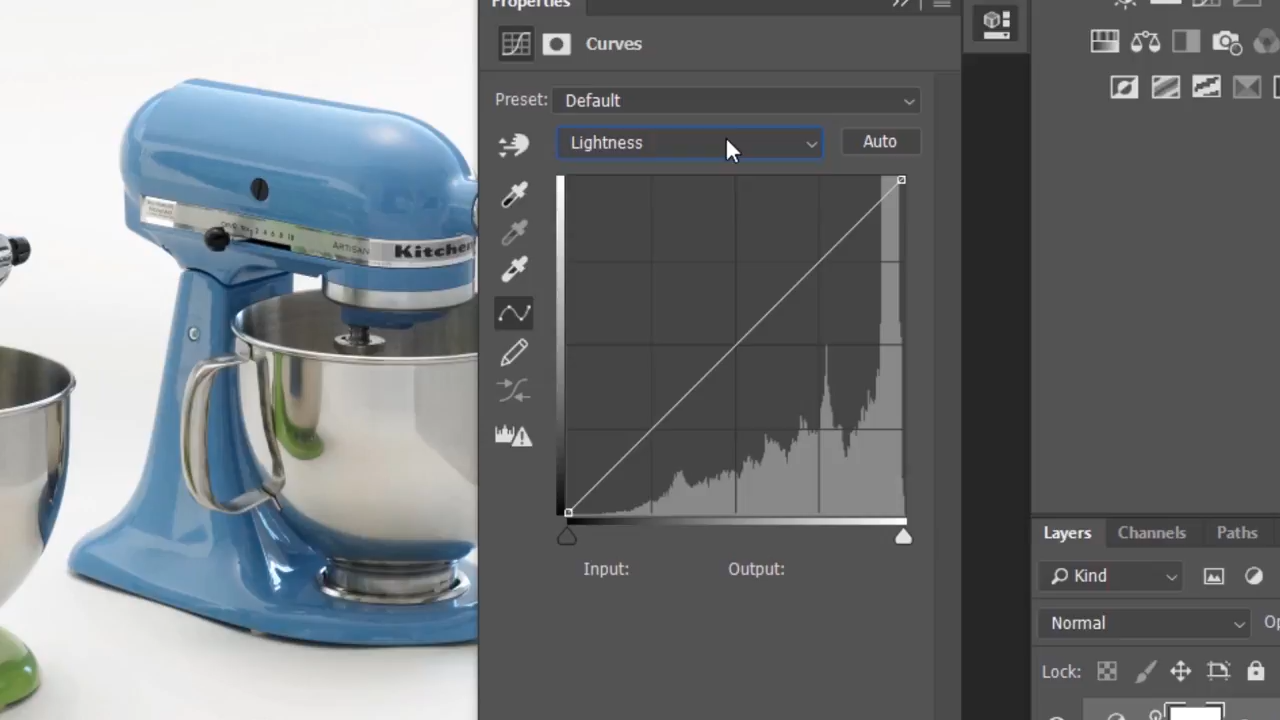 Properties
Curves
Preset: Default
Lightness
Auto
ARTISAN
Kitchen
Input:
Output:
Layers
Channels
Paths
Kind
Normal
Lock: